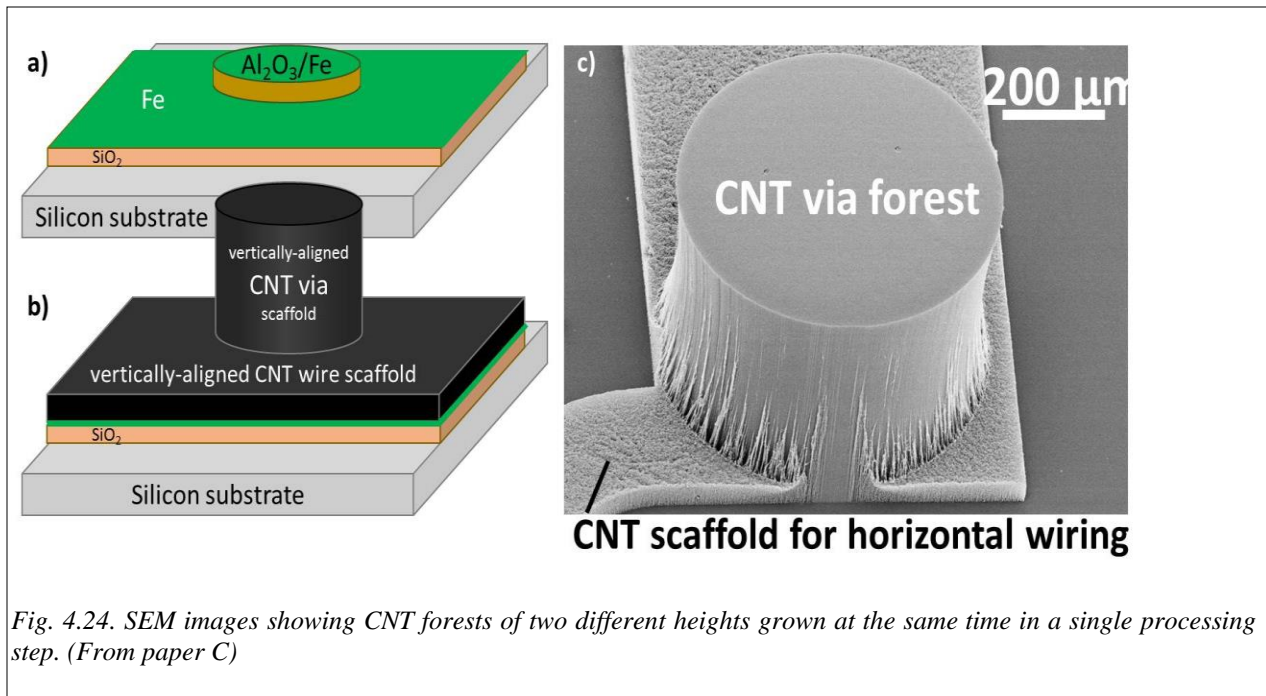 a)
Al₂O₃/Fe
Fe
SiO₂
Silicon substrate
b)
vertically-aligned
CNT via
scaffold
vertically-aligned CNT wire scaffold
SiO₂
Silicon substrate
c)
200 µm
CNT via forest
CNT scaffold for horizontal wiring
Fig. 4.24. SEM images showing CNT forests of two different heights grown at the same time in a single processing
step. (From paper C)